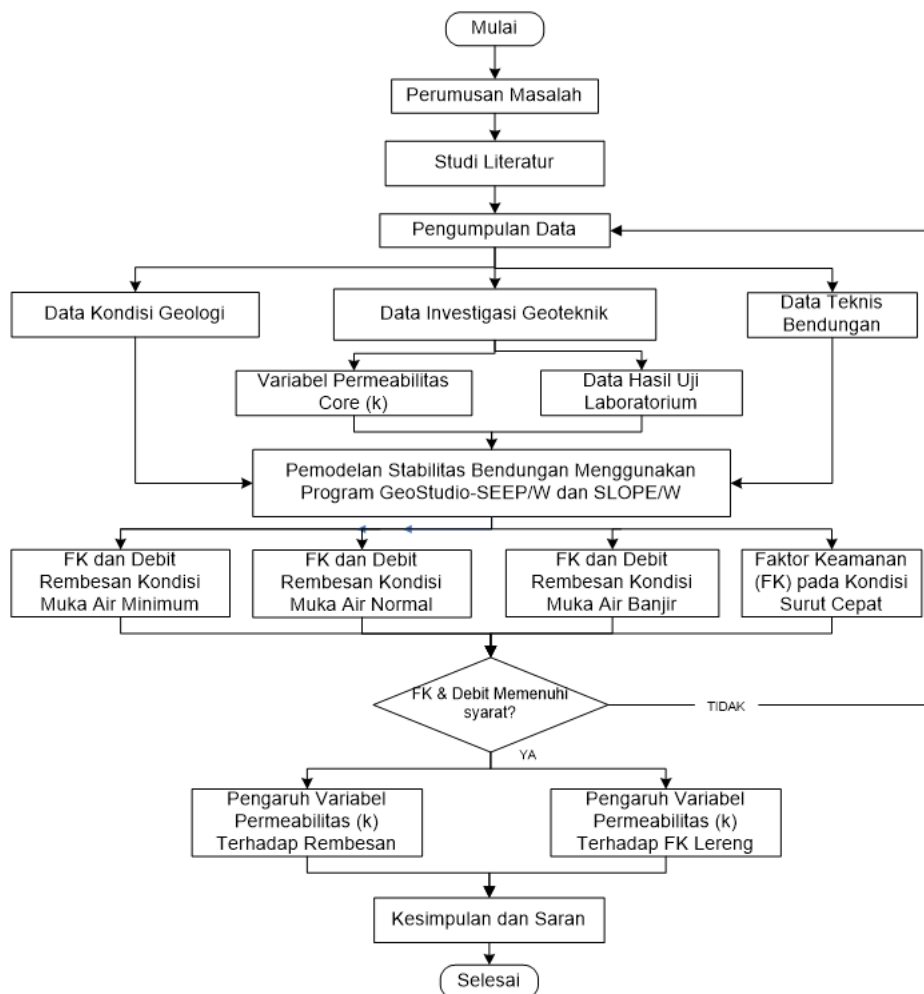 Mulai
Perumusan Masalah
Studi Literatur
Pengumpulan Data
Data Kondisi Geologi
Data Investigasi Geoteknik
Data Teknis
Bendungan
Variabel Permeabilitas
Core (k)
Data Hasil Uji
Laboratorium
Pemodelan Stabilitas Bendungan Menggunakan
Program GeoStudio-SEEP/W dan SLOPE/W
FK dan Debit
Rembesan Kondisi
Muka Air Minimum
FK dan Debit
Rembesan Kondisi
Muka Air Normal
FK dan Debit
Rembesan Kondisi
Muka Air Banjir
Faktor Keamanan
(FK) pada Kondisi
Surut Cepat
FK & Debit Memenuhi
syarat?
TIDAK
YA
Pengaruh Variabel
Permeabilitas (k)
Terhadap Rembesan
Pengaruh Variabel
Permeabilitas (k)
Terhadap FK Lereng
Kesimpulan dan Saran
Selesai